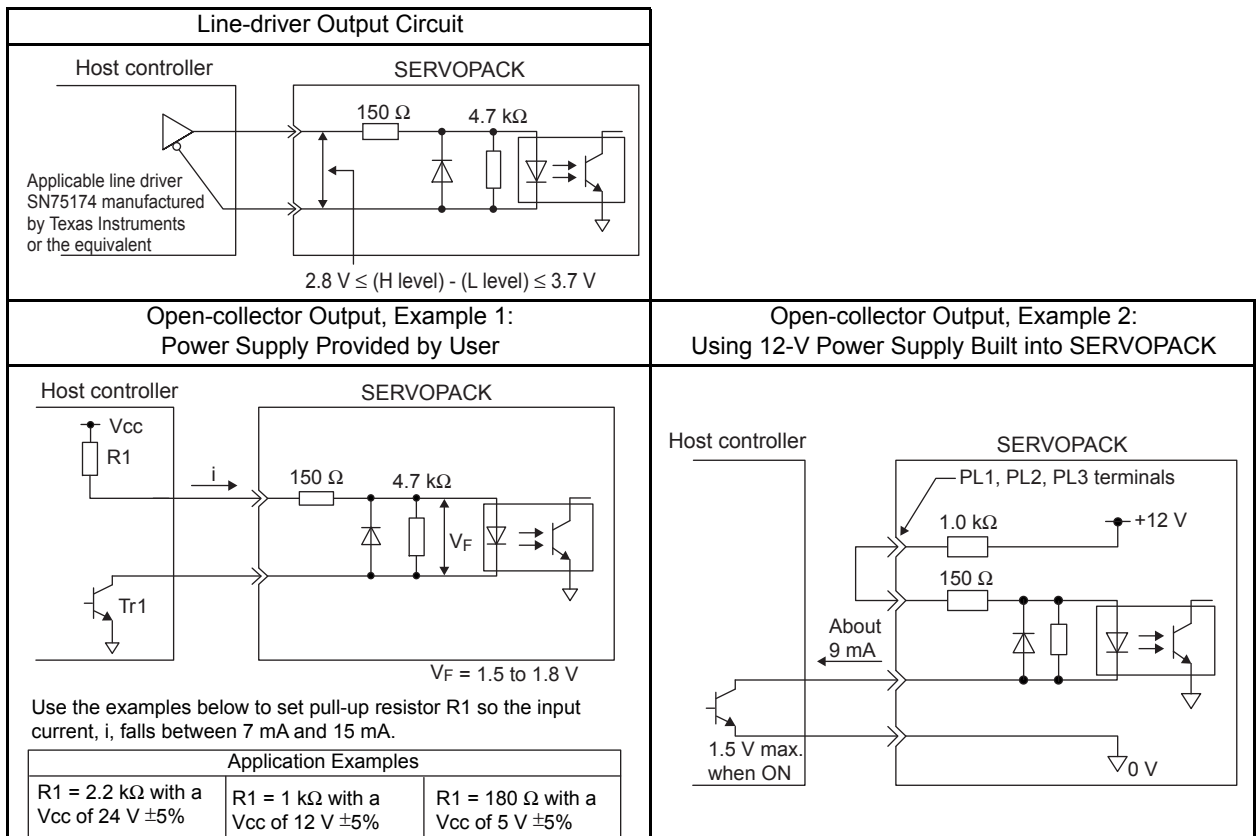 Line-driver Output Circuit
Host controller
SERVOPACK
150 Ω
4.7 kΩ
Applicable line driver
SN75174 manufactured
by Texas Instruments
or the equivalent
2.8 V ≤ (H level) - (L level) ≤ 3.7 V
Open-collector Output, Example 1:
Power Supply Provided by User
Host controller
SERVOPACK
Vcc
R1
i
150 Ω
4.7 kΩ
VF
Tr1
VF = 1.5 to 1.8 V
Use the examples below to set pull-up resistor R1 so the input
current, i, falls between 7 mA and 15 mA.
Application Examples
R1 = 2.2 kΩ with a
Vcc of 24 V ±5%
R1 = 1 kΩ with a
Vcc of 12 V ±5%
R1 = 180 Ω with a
Vcc of 5 V ±5%
Open-collector Output, Example 2:
Using 12-V Power Supply Built into SERVOPACK
Host controller
SERVOPACK
PL1, PL2, PL3 terminals
1.0 kΩ
+12 V
150 Ω
About
9 mA
1.5 V max.
when ON
0 V